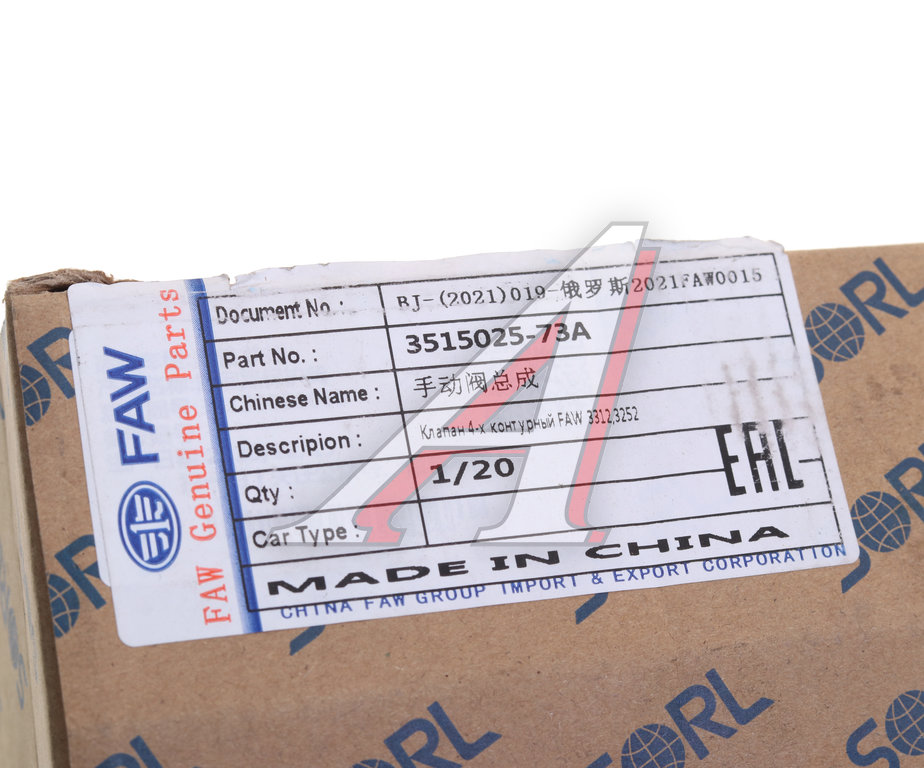 FAW
FAW Genuine Parts
Document No. : BJ-(2021)019-俄罗斯2021FAW0015
Part No. : 3515025-73A
Chinese Name : 手动阀总成
Descripion : Клапан 4-х контурный FAW 3312,3252
Qty : 1/20
Car Type :
EAC
MADE IN CHINA
CHINA FAW GROUP IMPORT & EXPORT CORPORATION
SORL
SORL
SORL
SORL
SORL
SORL